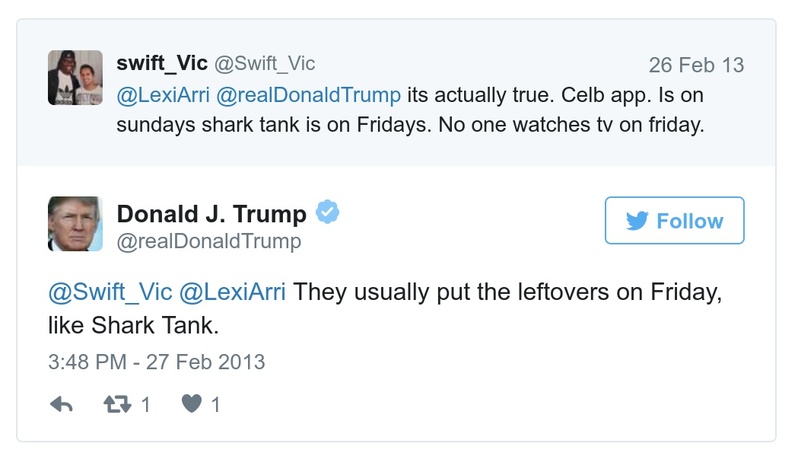 swift_Vic @Swift_Vic 26 Feb 13
@LexiArri @realDonaldTrump its actually true. Celb app. Is on
sundays shark tank is on Fridays. No one watches tv on friday.
Donald J. Trump
Follow
@realDonaldTrump
@Swift_Vic @LexiArri They usually put the leftovers on Friday,
like Shark Tank.
3:48 PM - 27 Feb 2013
1 1